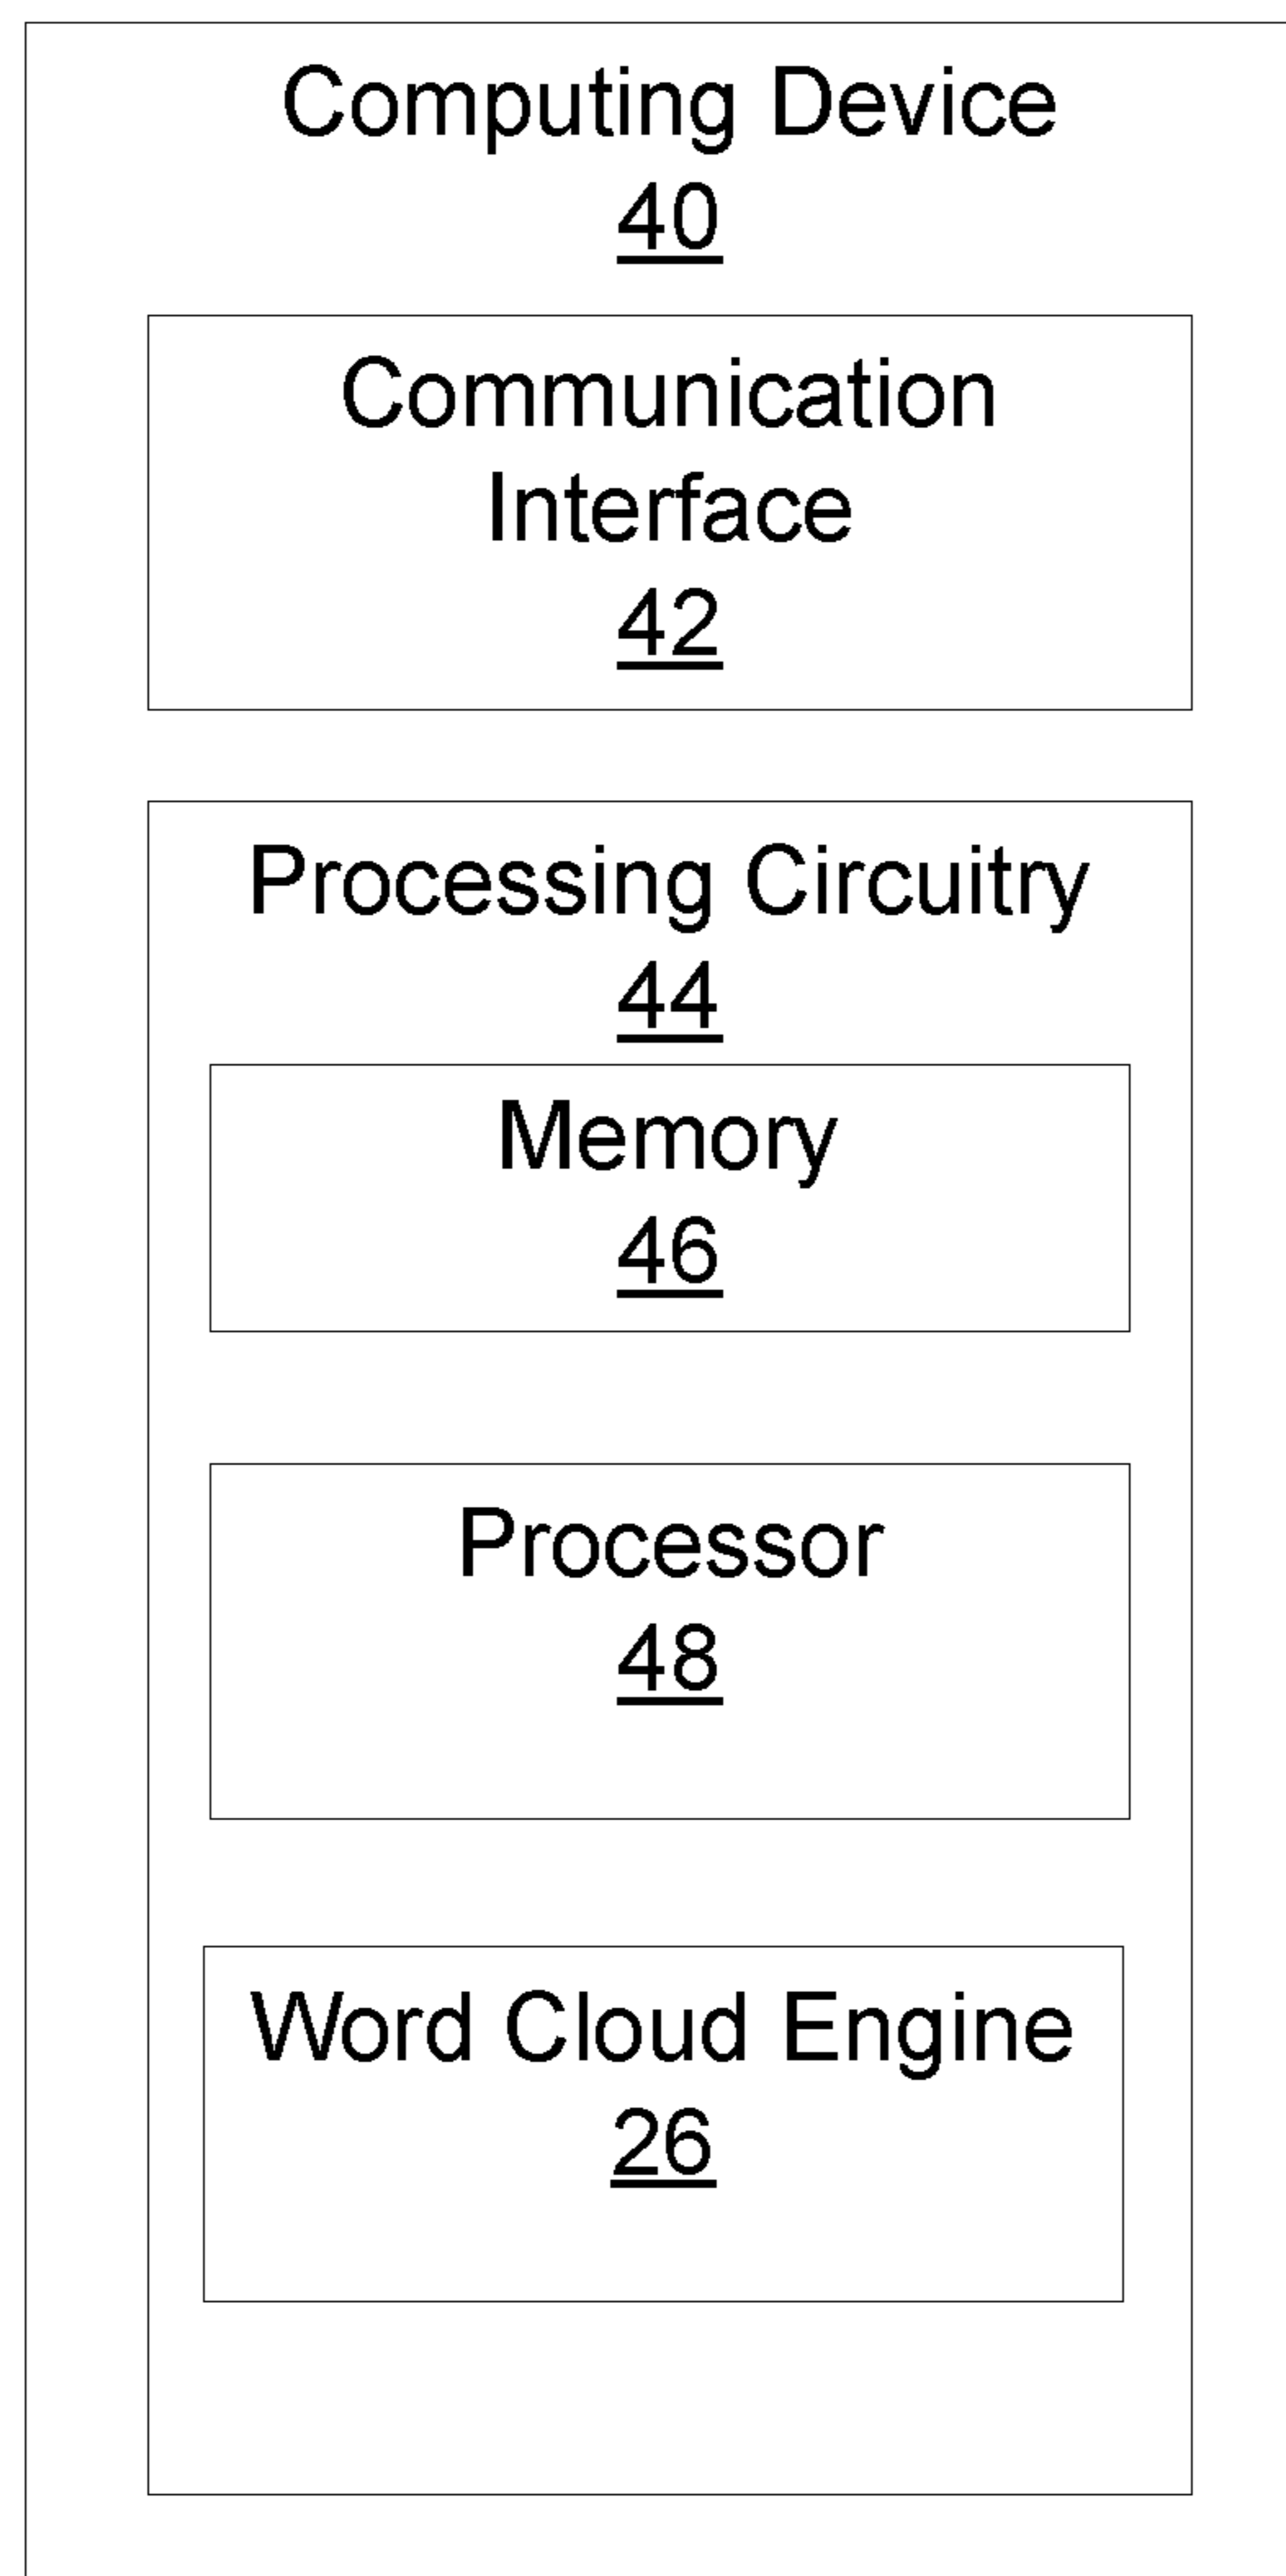 Computing Device
40
Communication
Interface
42
Processing Circuitry
44
Memory
46
Processor
48
Word Cloud Engine
26